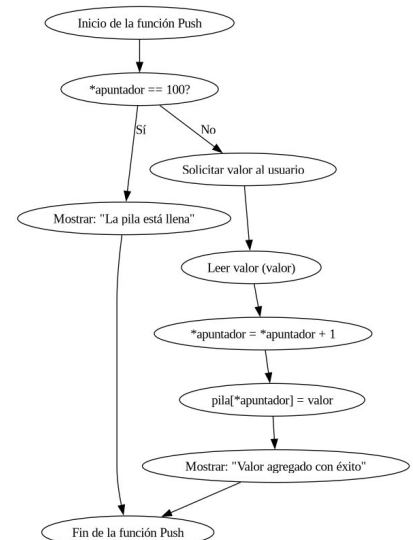 Inicio de la función Push
*apuntador == 100?
Sí
No
Solicitar valor al usuario
Mostrar: "La pila está llena"
Leer valor (valor)
*apuntador = *apuntador + 1
pila[*apuntador] = valor
Mostrar: "Valor agregado con éxito"
Fin de la función Push